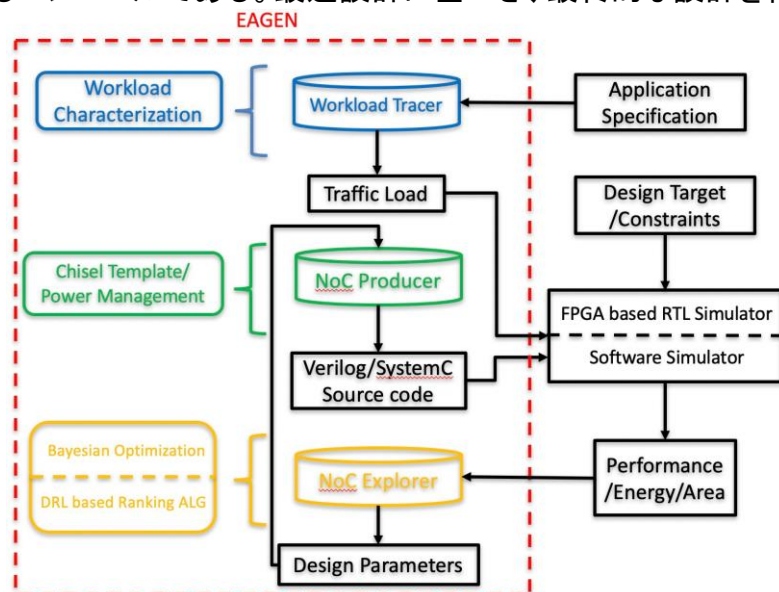 EAGEN
Workload
Characterization
Workload Tracer
Application
Specification
Traffic Load
Design Target
/Constraints
Chisel Template/
Power Management
NoC Producer
FPGA based RTL Simulator
Software Simulator
Verilog/SystemC
Source code
Bayesian Optimization
DRL based Ranking ALG
NoC Explorer
Performance
/Energy/Area
Design Parameters